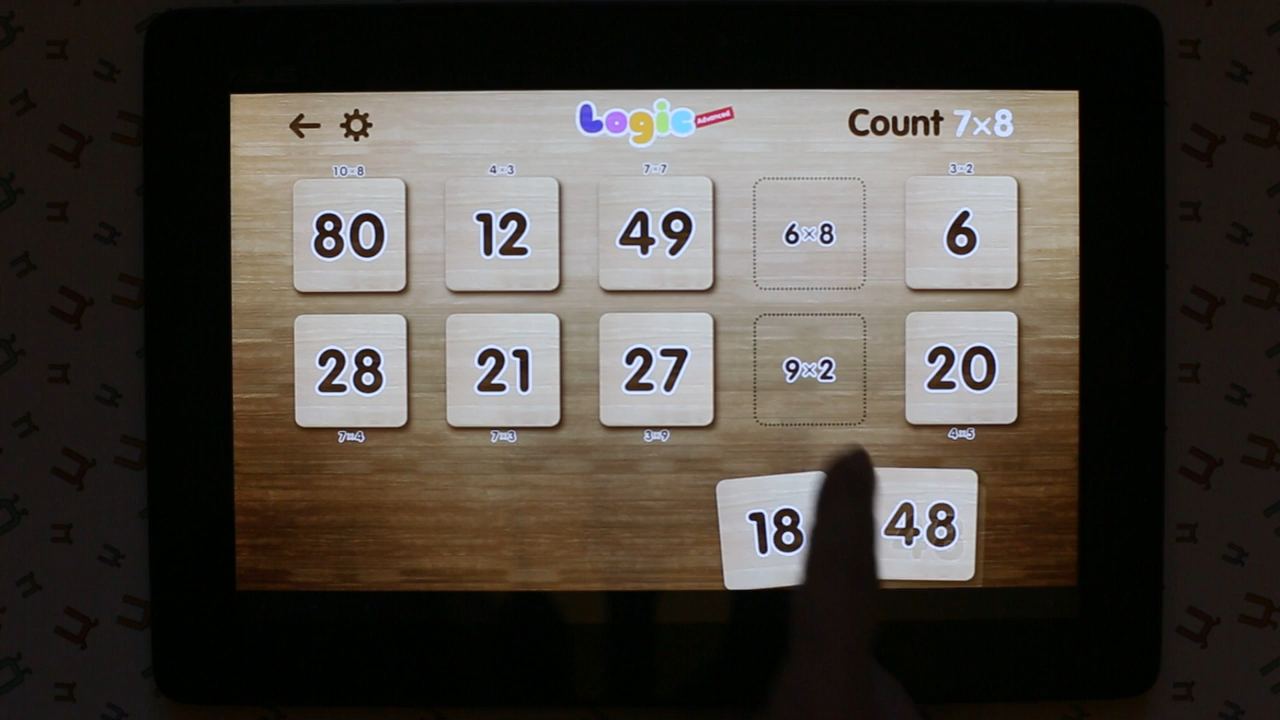 Logic Advanced
Count 7×8
10×8 4×3 7×7 3×2
80 12 49 6×8 6
28 21 27 9×2 20
7×4 7×3 3×9 4×5
18 48